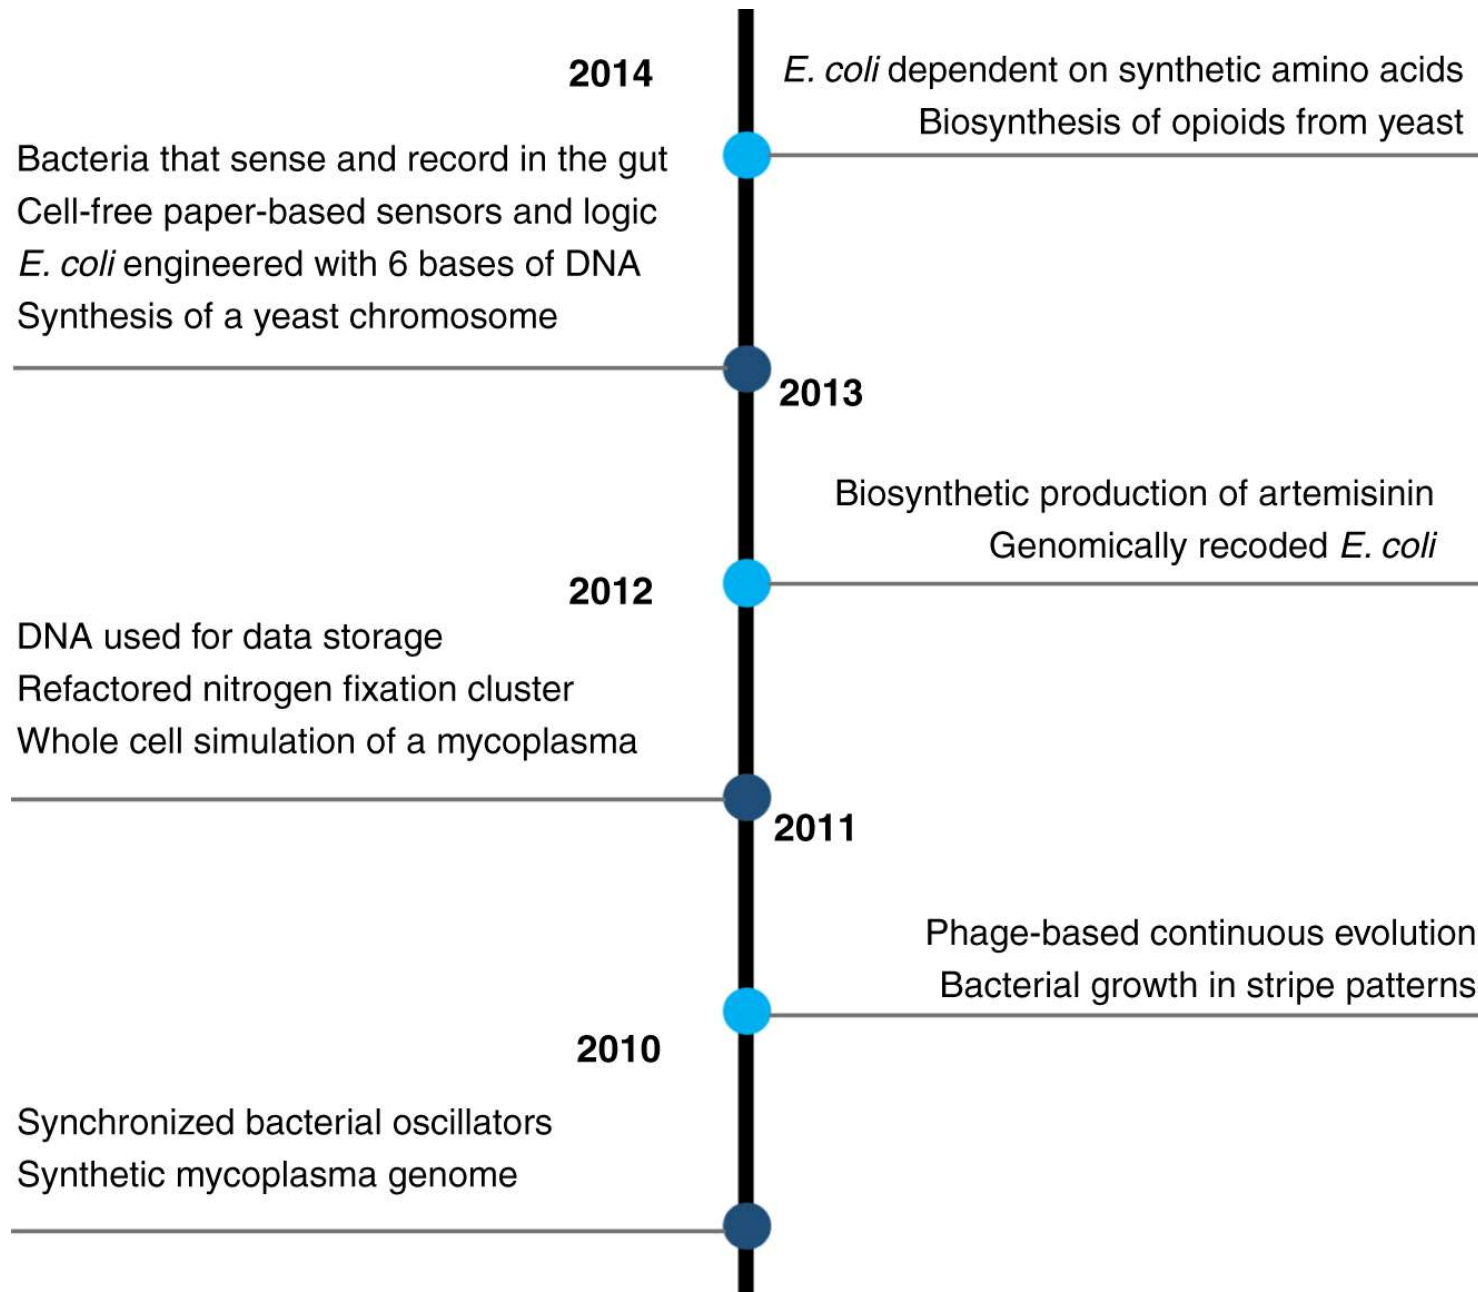 2014
E. coli dependent on synthetic amino acids
Biosynthesis of opioids from yeast
Bacteria that sense and record in the gut
Cell-free paper-based sensors and logic
E. coli engineered with 6 bases of DNA
Synthesis of a yeast chromosome
2013
Biosynthetic production of artemisinin
Genomically recoded E. coli
2012
DNA used for data storage
Refactored nitrogen fixation cluster
Whole cell simulation of a mycoplasma
2011
Phage-based continuous evolution
Bacterial growth in stripe patterns
2010
Synchronized bacterial oscillators
Synthetic mycoplasma genome